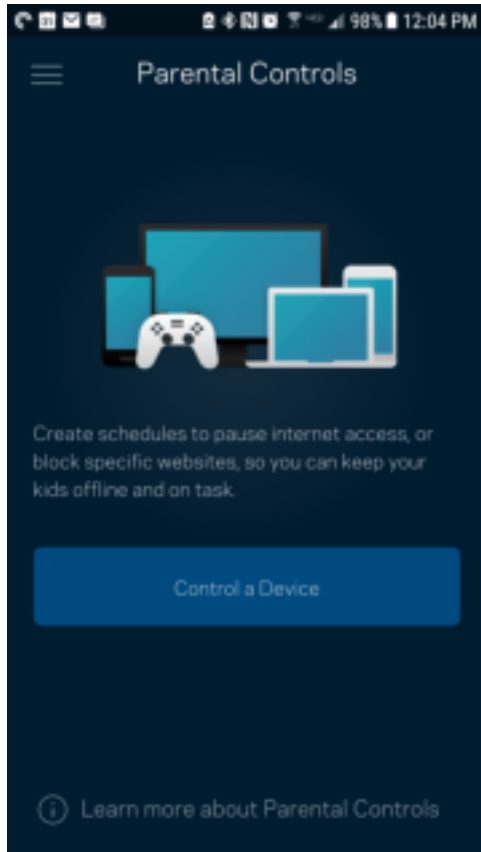 98% 12:04 PM
Parental Controls
Create schedules to pause internet access, or
block specific websites, so you can keep your
kids offline and on task.
Control a Device
Learn more about Parental Controls